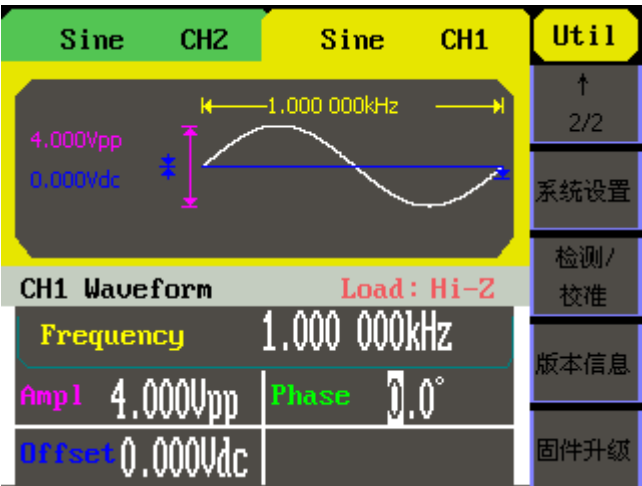 Sine CH2 Sine CH1 Util
↑
2/2
1.000 000kHz
4.000Vpp
0.000Vdc
系统设置
检测/
校准
CH1 Waveform Load: Hi-Z
Frequency 1.000 000kHz
版本信息
Ampl 4.000Vpp Phase 0.0°
Offset 0.000Vdc
固件升级